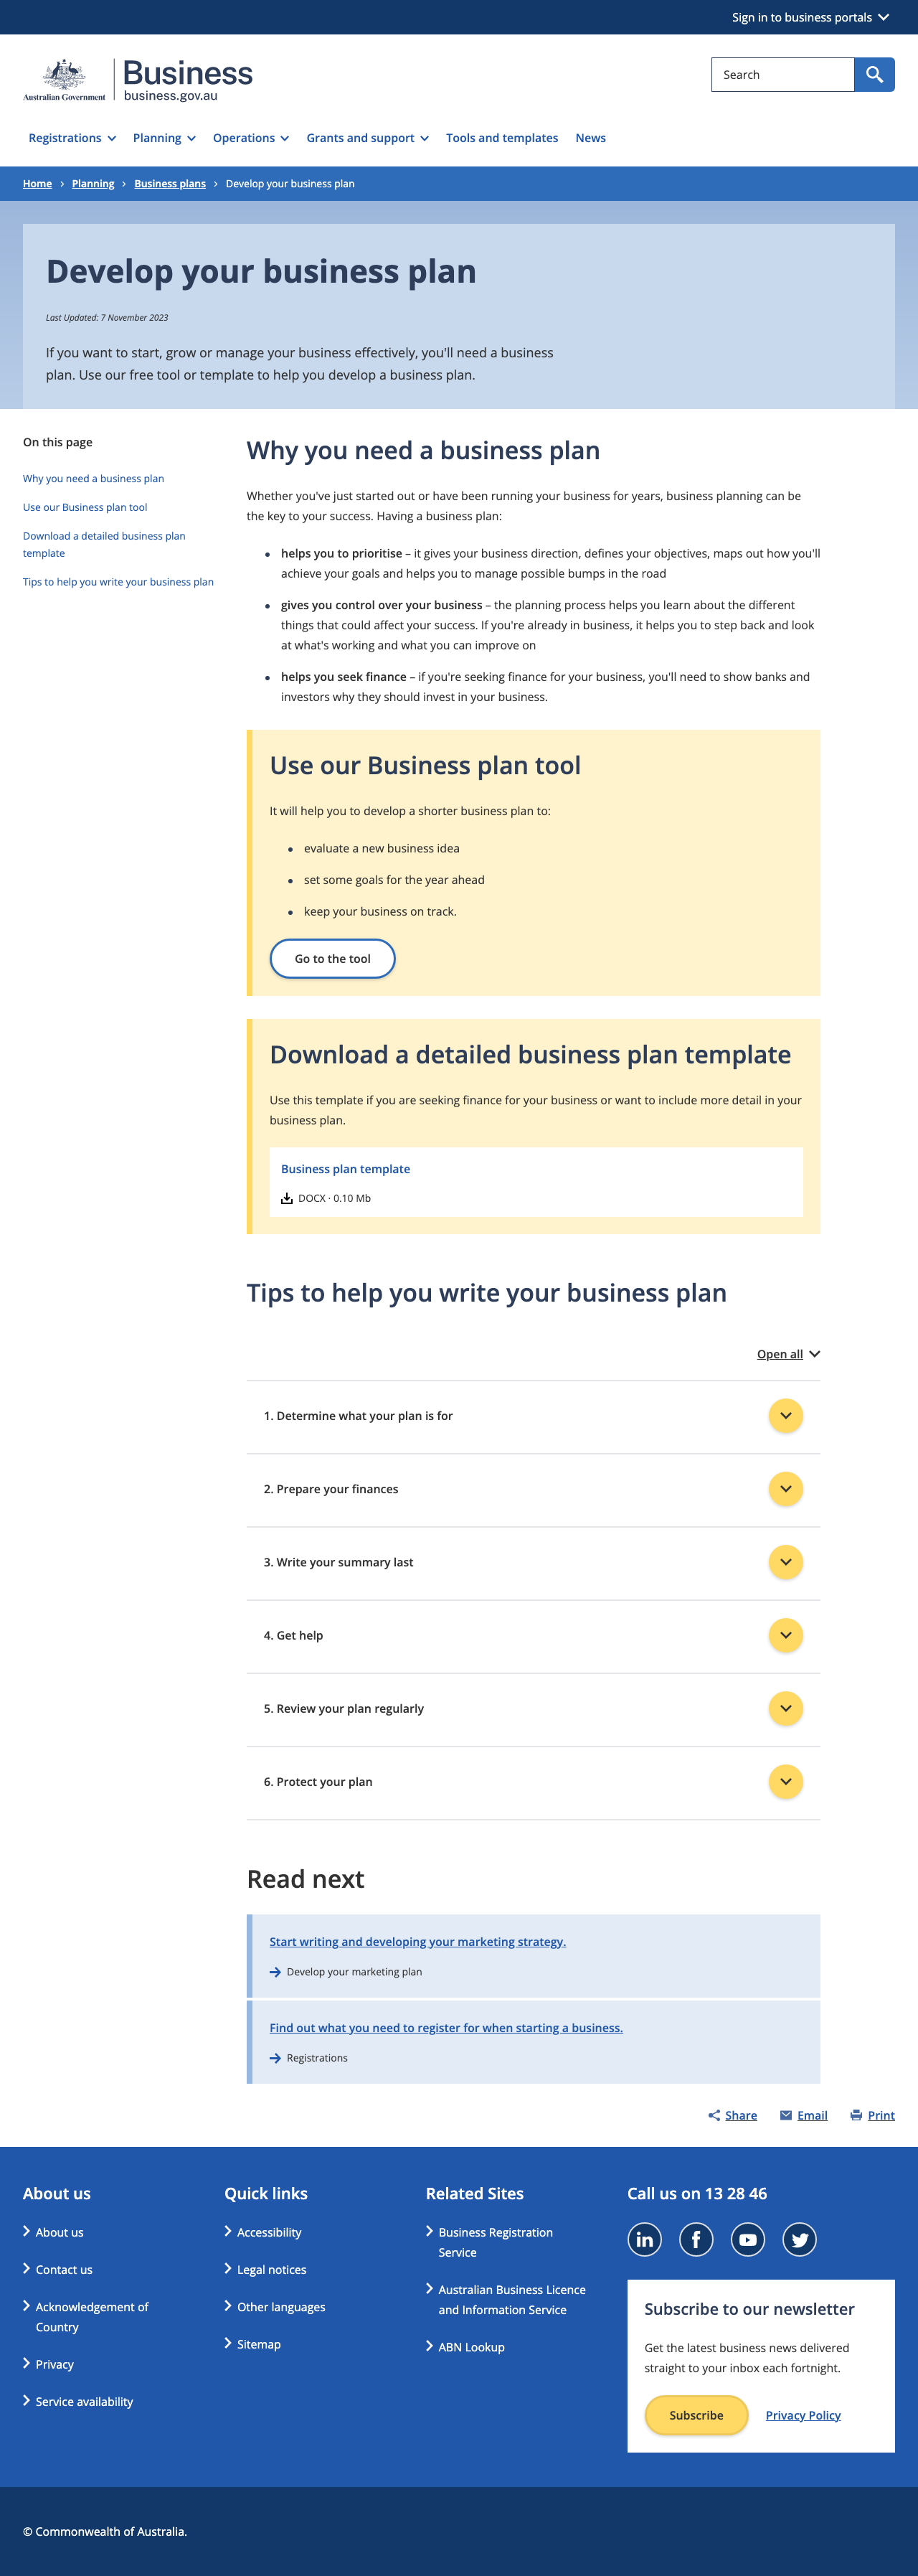 Sign in to business portals
Australian Government
Business
business.gov.au
Search
Registrations
Planning
Operations
Grants and support
Tools and templates
News
Home
Planning
Business plans
Develop your business plan
Develop your business plan
Last Updated: 7 November 2023
If you want to start, grow or manage your business effectively, you'll need a business
plan. Use our free tool or template to help you develop a business plan.
On this page
Why you need a business plan
Use our Business plan tool
Download a detailed business plan
template
Tips to help you write your business plan
Why you need a business plan
Whether you've just started out or have been running your business for years, business planning can be
the key to your success. Having a business plan:
helps you to prioritise – it gives your business direction, defines your objectives, maps out how you'll
achieve your goals and helps you to manage possible bumps in the road
gives you control over your business – the planning process helps you learn about the different
things that could affect your success. If you're already in business, it helps you to step back and look
at what's working and what you can improve on
helps you seek finance – if you're seeking finance for your business, you'll need to show banks and
investors why they should invest in your business.
Use our Business plan tool
It will help you to develop a shorter business plan to:
evaluate a new business idea
set some goals for the year ahead
keep your business on track.
Go to the tool
Download a detailed business plan template
Use this template if you are seeking finance for your business or want to include more detail in your
business plan.
Business plan template
DOCX · 0.10 Mb
Tips to help you write your business plan
Open all
1. Determine what your plan is for
2. Prepare your finances
3. Write your summary last
4. Get help
5. Review your plan regularly
6. Protect your plan
Read next
Start writing and developing your marketing strategy.
Develop your marketing plan
Find out what you need to register for when starting a business.
Registrations
Share
Email
Print
About us
About us
Contact us
Acknowledgement of
Country
Privacy
Service availability
Quick links
Accessibility
Legal notices
Other languages
Sitemap
Related Sites
Business Registration
Service
Australian Business Licence
and Information Service
ABN Lookup
Call us on 13 28 46
Subscribe to our newsletter
Get the latest business news delivered
straight to your inbox each fortnight.
Subscribe
Privacy Policy
© Commonwealth of Australia.